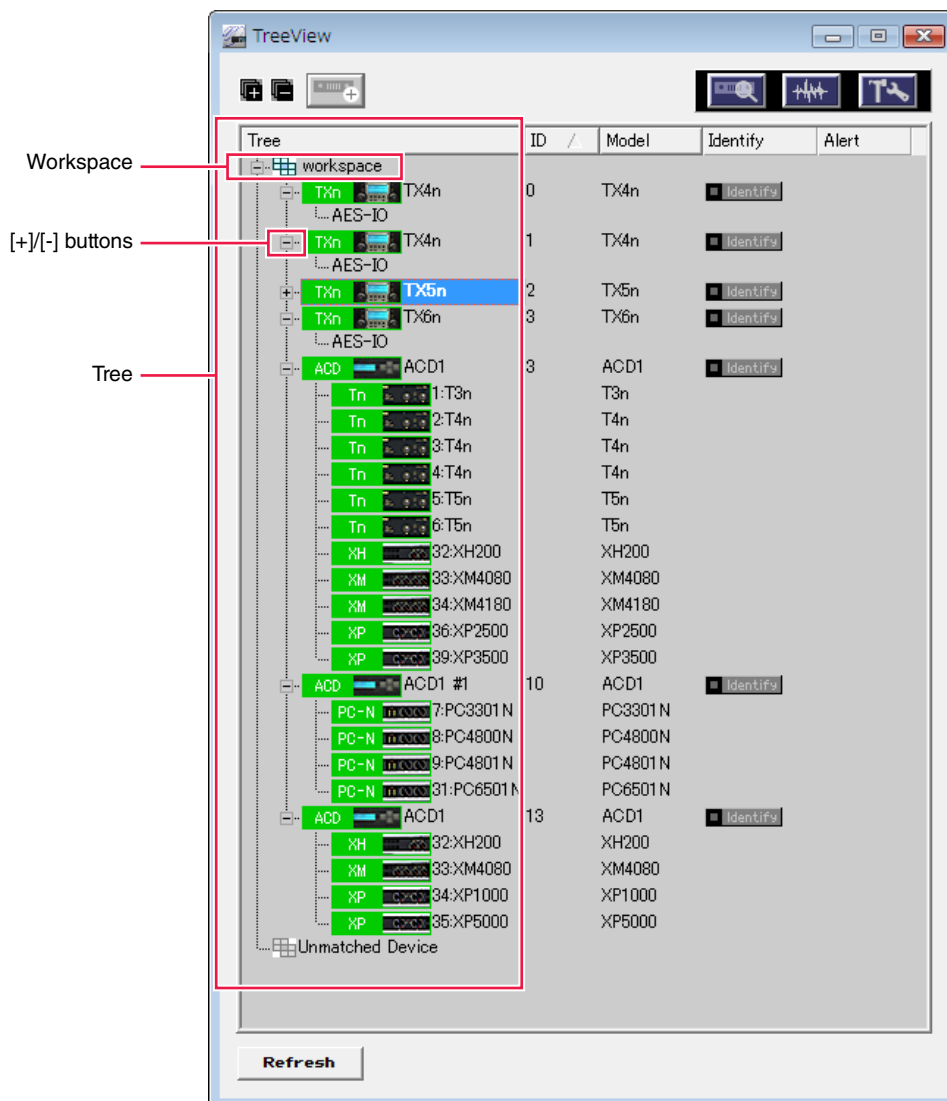 TreeView
Tree ID Model Identify Alert
Workspace
workspace
TXn TX4n 0 TX4n Identify
AES-IO
[+]/[-] buttons
TXn TX4n 1 TX4n Identify
AES-IO
TXn TX5n 2 TX5n Identify
TXn TX6n 3 TX6n Identify
AES-IO
Tree
ACD ACD1 3 ACD1 Identify
Tn 1:T3n T3n
Tn 2:T4n T4n
Tn 3:T4n T4n
Tn 4:T4n T4n
Tn 5:T5n T5n
Tn 6:T5n T5n
XH 32:XH200 XH200
XM 33:XM4080 XM4080
XM 34:XM4180 XM4180
XP 36:XP2500 XP2500
XP 39:XP3500 XP3500
ACD ACD1 #1 10 ACD1 Identify
PC-N 7:PC3301N PC3301N
PC-N 8:PC4800N PC4800N
PC-N 9:PC4801N PC4801N
PC-N 31:PC6501N PC6501N
ACD ACD1 13 ACD1 Identify
XH 32:XH200 XH200
XM 33:XM4080 XM4080
XP 34:XP1000 XP1000
XP 35:XP5000 XP5000
Unmatched Device
Refresh